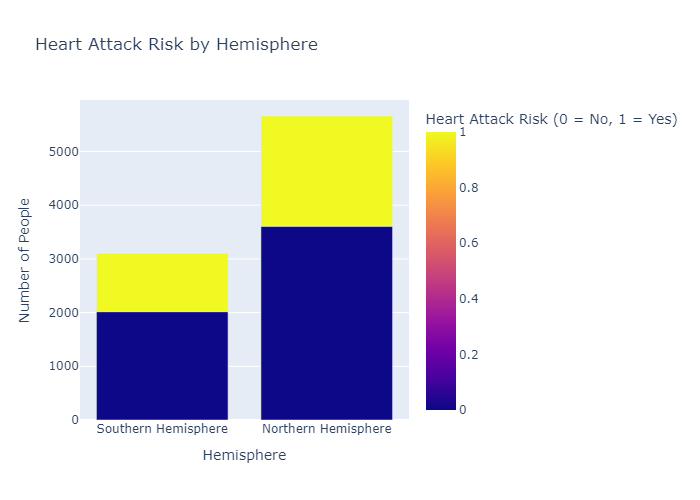 Heart Attack Risk by Hemisphere
Heart Attack Risk (0 = No, 1 = Yes)
1
0.8
0.6
0.4
0.2
0
Number of People
5000
4000
3000
2000
1000
0
Southern Hemisphere
Northern Hemisphere
Hemisphere